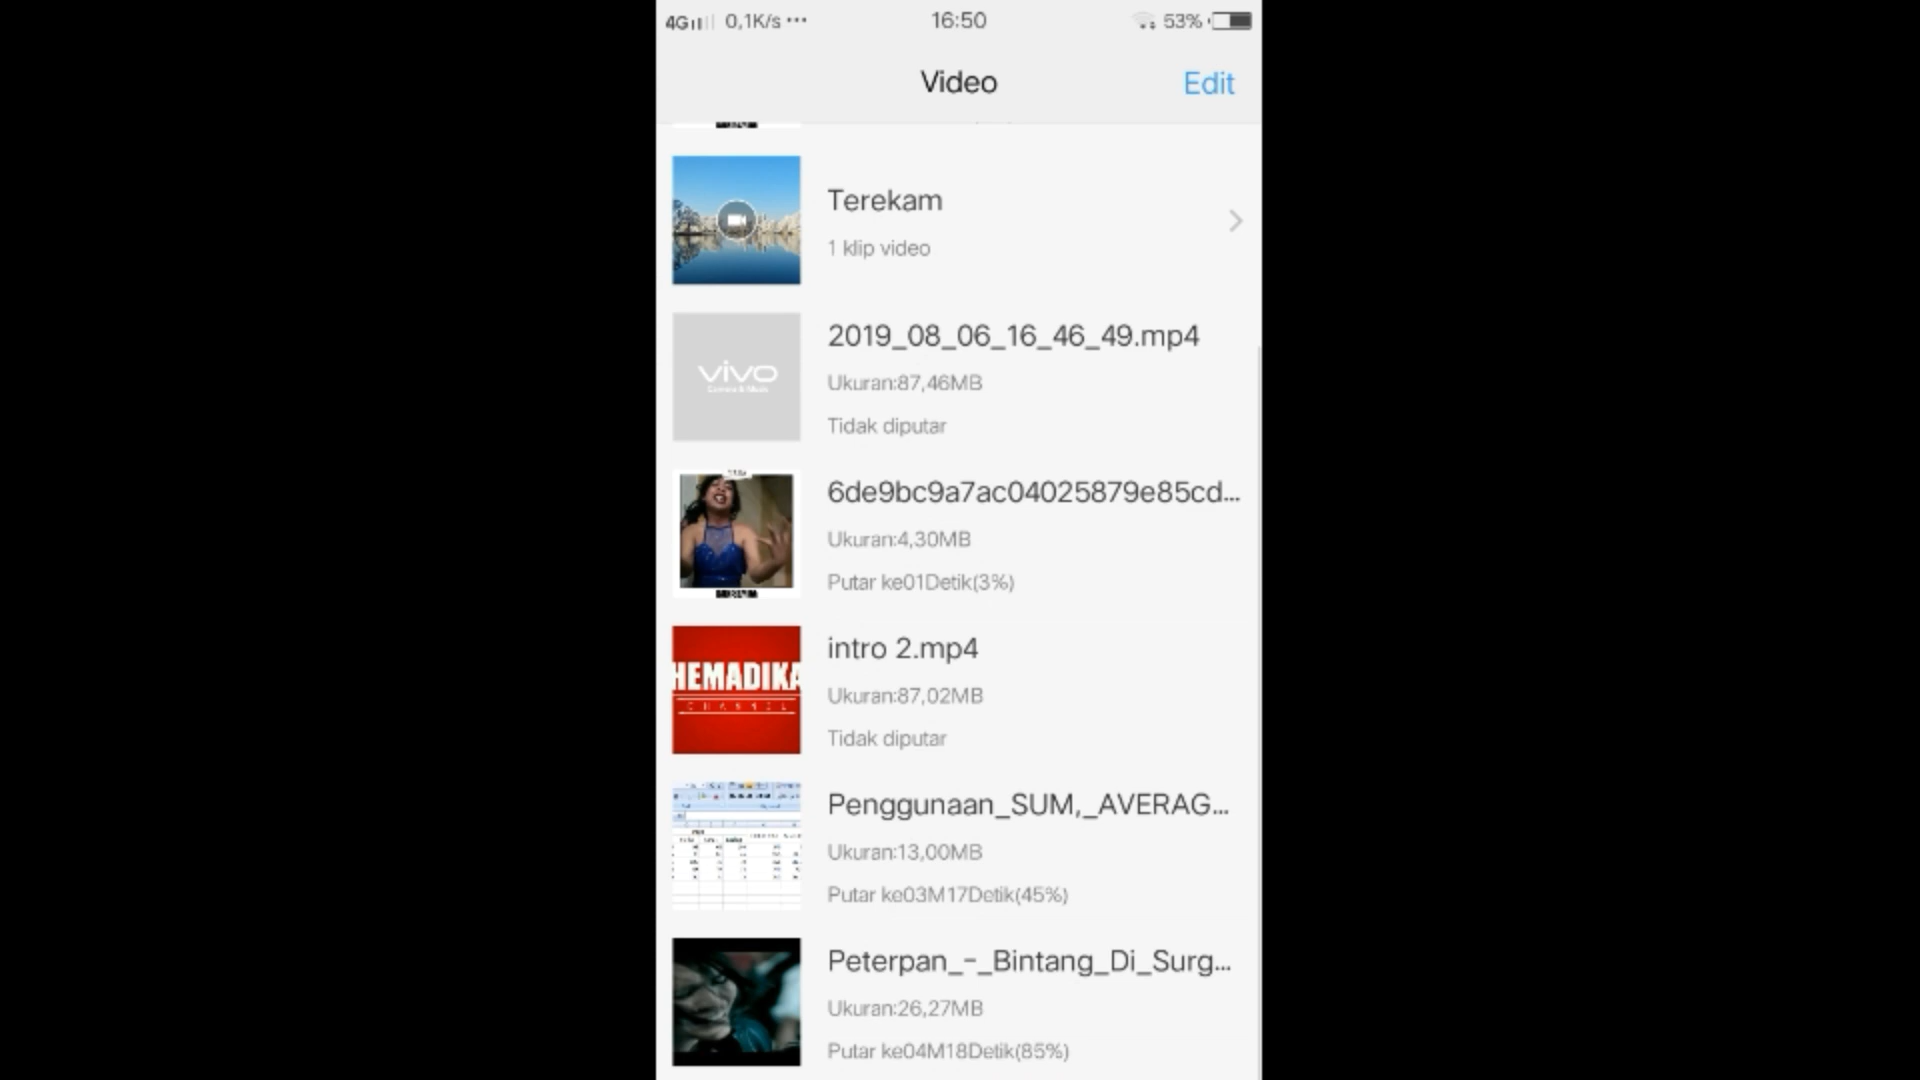 4G 0,1K/s ... 16:50 53%
Video Edit
Terekam
1 klip video
vivo
Camera & Music
2019_08_06_16_46_49.mp4
Ukuran:87,46MB
Tidak diputar
6de9bc9a7ac04025879e85cd...
Ukuran:4,30MB
Putar ke01Detik(3%)
HEMADIKA
CHANNEL
intro 2.mp4
Ukuran:87,02MB
Tidak diputar
Penggunaan_SUM,_AVERAG...
Ukuran:13,00MB
Putar ke03M17Detik(45%)
Peterpan_-_Bintang_Di_Surg...
Ukuran:26,27MB
Putar ke04M18Detik(85%)